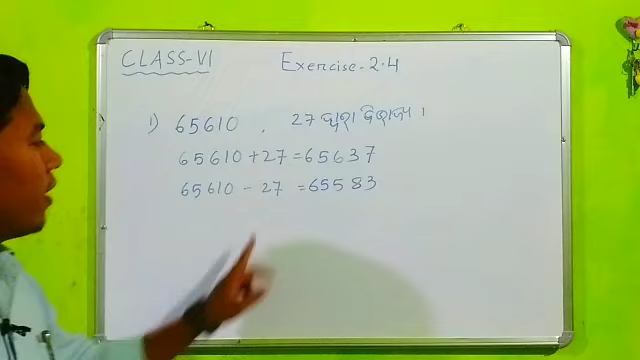 CLASS-VI
Exercise-2.4
1) 65610 , 27 ଦ୍ୱାରା ବିଭାଜ୍ୟ ।
65610 + 27 = 65637
65610 - 27 = 65583